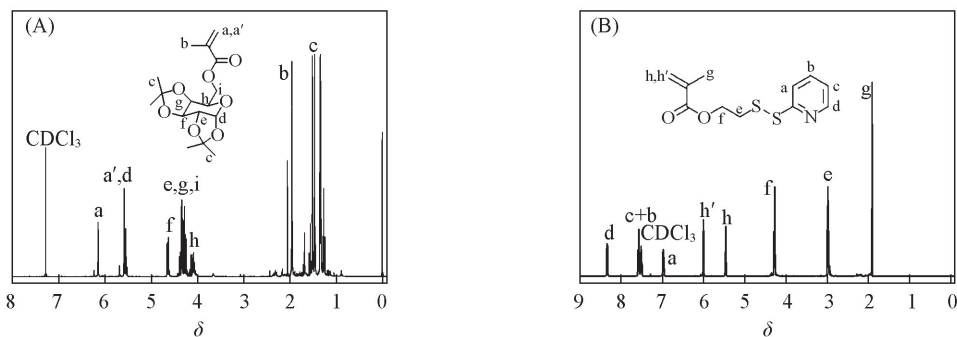 (A)
a,a′
b
O
O
c
i
O
O
g
h
O
O
f
e
d
O
O
c
b
c
CDCl₃
a′,d
a
e,g,i
f
h
8 7 6 5 4 3 2 1 0
δ
(B)
h,h′
g
b
a
c
O
O
e
S
S
N
d
f
g
d
c+b
CDCl₃
a
h′
h
f
e
9 8 7 6 5 4 3 2 1 0
δ